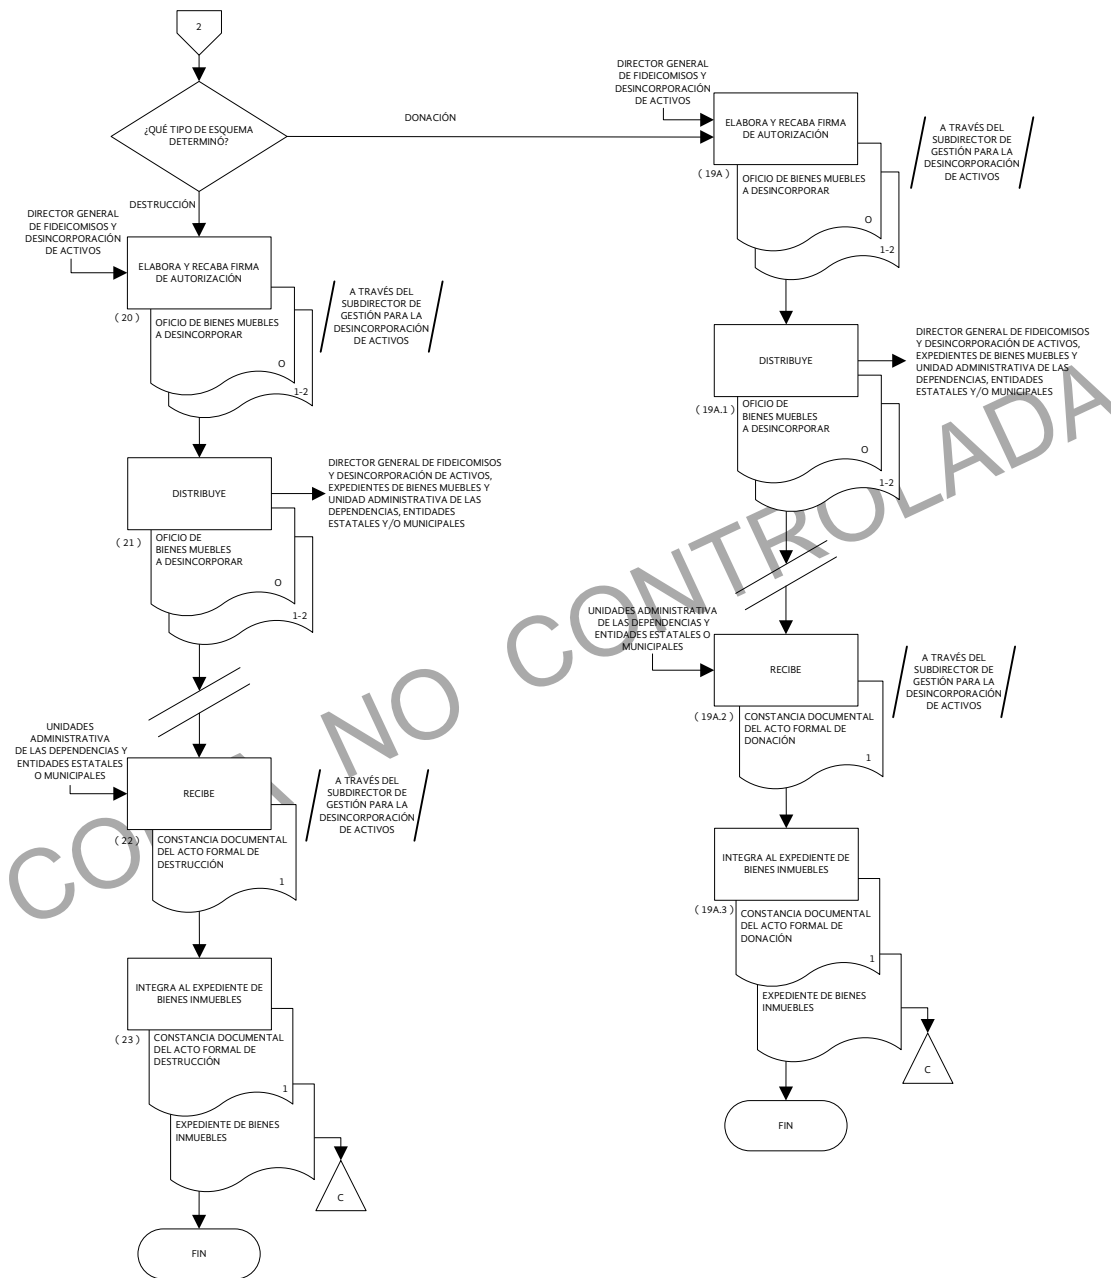 2
¿QUÉ TIPO DE ESQUEMA
DETERMINÓ?
DONACIÓN
DESTRUCCIÓN
DIRECTOR GENERAL
DE FIDEICOMISOS Y
DESINCORPORACIÓN
DE ACTIVOS
ELABORA Y RECABA FIRMA
DE AUTORIZACIÓN
A TRAVÉS DEL
SUBDIRECTOR DE
GESTIÓN PARA LA
DESINCORPORACIÓN
DE ACTIVOS
( 20 )
OFICIO DE BIENES MUEBLES
A DESINCORPORAR
O
1-2
DISTRIBUYE
DIRECTOR GENERAL DE FIDEICOMISOS
Y DESINCORPORACIÓN DE ACTIVOS,
EXPEDIENTES DE BIENES MUEBLES Y
UNIDAD ADMINISTRATIVA DE LAS
DEPENDENCIAS, ENTIDADES
ESTATALES Y/O MUNICIPALES
( 21 )
OFICIO DE
BIENES MUEBLES
A DESINCORPORAR
O
1-2
UNIDADES
ADMINISTRATIVA
DE LAS DEPENDENCIAS Y
ENTIDADES ESTATALES
O MUNICIPALES
RECIBE
A TRAVÉS DEL
SUBDIRECTOR DE
GESTIÓN PARA LA
DESINCORPORACIÓN
DE ACTIVOS
( 22 )
CONSTANCIA DOCUMENTAL
DEL ACTO FORMAL DE
DESTRUCCIÓN
1
INTEGRA AL EXPEDIENTE DE
BIENES INMUEBLES
( 23 )
CONSTANCIA DOCUMENTAL
DEL ACTO FORMAL DE
DESTRUCCIÓN
1
EXPEDIENTE DE BIENES
INMUEBLES
C
FIN
DIRECTOR GENERAL
DE FIDEICOMISOS Y
DESINCORPORACIÓN
DE ACTIVOS
ELABORA Y RECABA FIRMA
DE AUTORIZACIÓN
A TRAVÉS DEL
SUBDIRECTOR DE
GESTIÓN PARA LA
DESINCORPORACIÓN
DE ACTIVOS
( 19A )
OFICIO DE BIENES MUEBLES
A DESINCORPORAR
O
1-2
DISTRIBUYE
DIRECTOR GENERAL DE FIDEICOMISOS
Y DESINCORPORACIÓN DE ACTIVOS,
EXPEDIENTES DE BIENES MUEBLES Y
UNIDAD ADMINISTRATIVA DE LAS
DEPENDENCIAS, ENTIDADES
ESTATALES Y/O MUNICIPALES
( 19A.1 )
OFICIO DE
BIENES MUEBLES
A DESINCORPORAR
O
1-2
UNIDADES ADMINISTRATIVA
DE LAS DEPENDENCIAS Y
ENTIDADES ESTATALES O
MUNICIPALES
RECIBE
A TRAVÉS DEL
SUBDIRECTOR DE
GESTIÓN PARA LA
DESINCORPORACIÓN
DE ACTIVOS
( 19A.2 )
CONSTANCIA DOCUMENTAL
DEL ACTO FORMAL DE
DONACIÓN
1
INTEGRA AL EXPEDIENTE DE
BIENES INMUEBLES
( 19A.3 )
CONSTANCIA DOCUMENTAL
DEL ACTO FORMAL DE
DONACIÓN
1
EXPEDIENTE DE BIENES
INMUEBLES
C
FIN
COPIA NO CONTROLADA